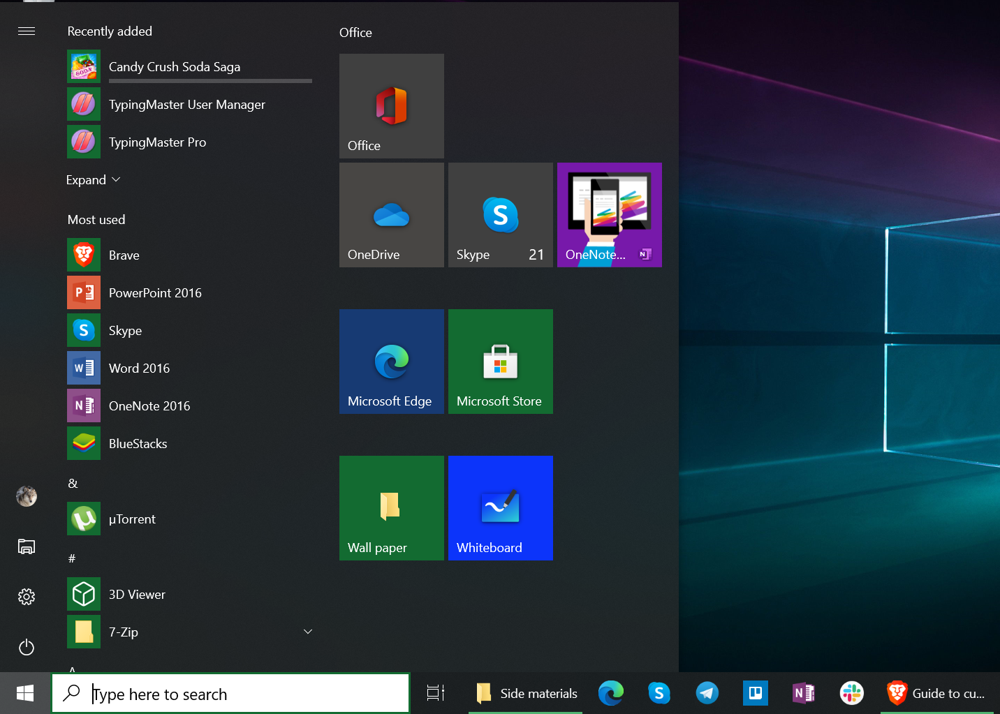 Recently added
Candy Crush Soda Saga
TypingMaster User Manager
TypingMaster Pro
Expand
Most used
Brave
PowerPoint 2016
Skype
Word 2016
OneNote 2016
BlueStacks
&
µTorrent
#
3D Viewer
7-Zip
Office
Office
OneDrive
Skype 21
OneNote...
Microsoft Edge
Microsoft Store
Wall paper
Whiteboard
Type here to search
Side materials
Guide to cu...